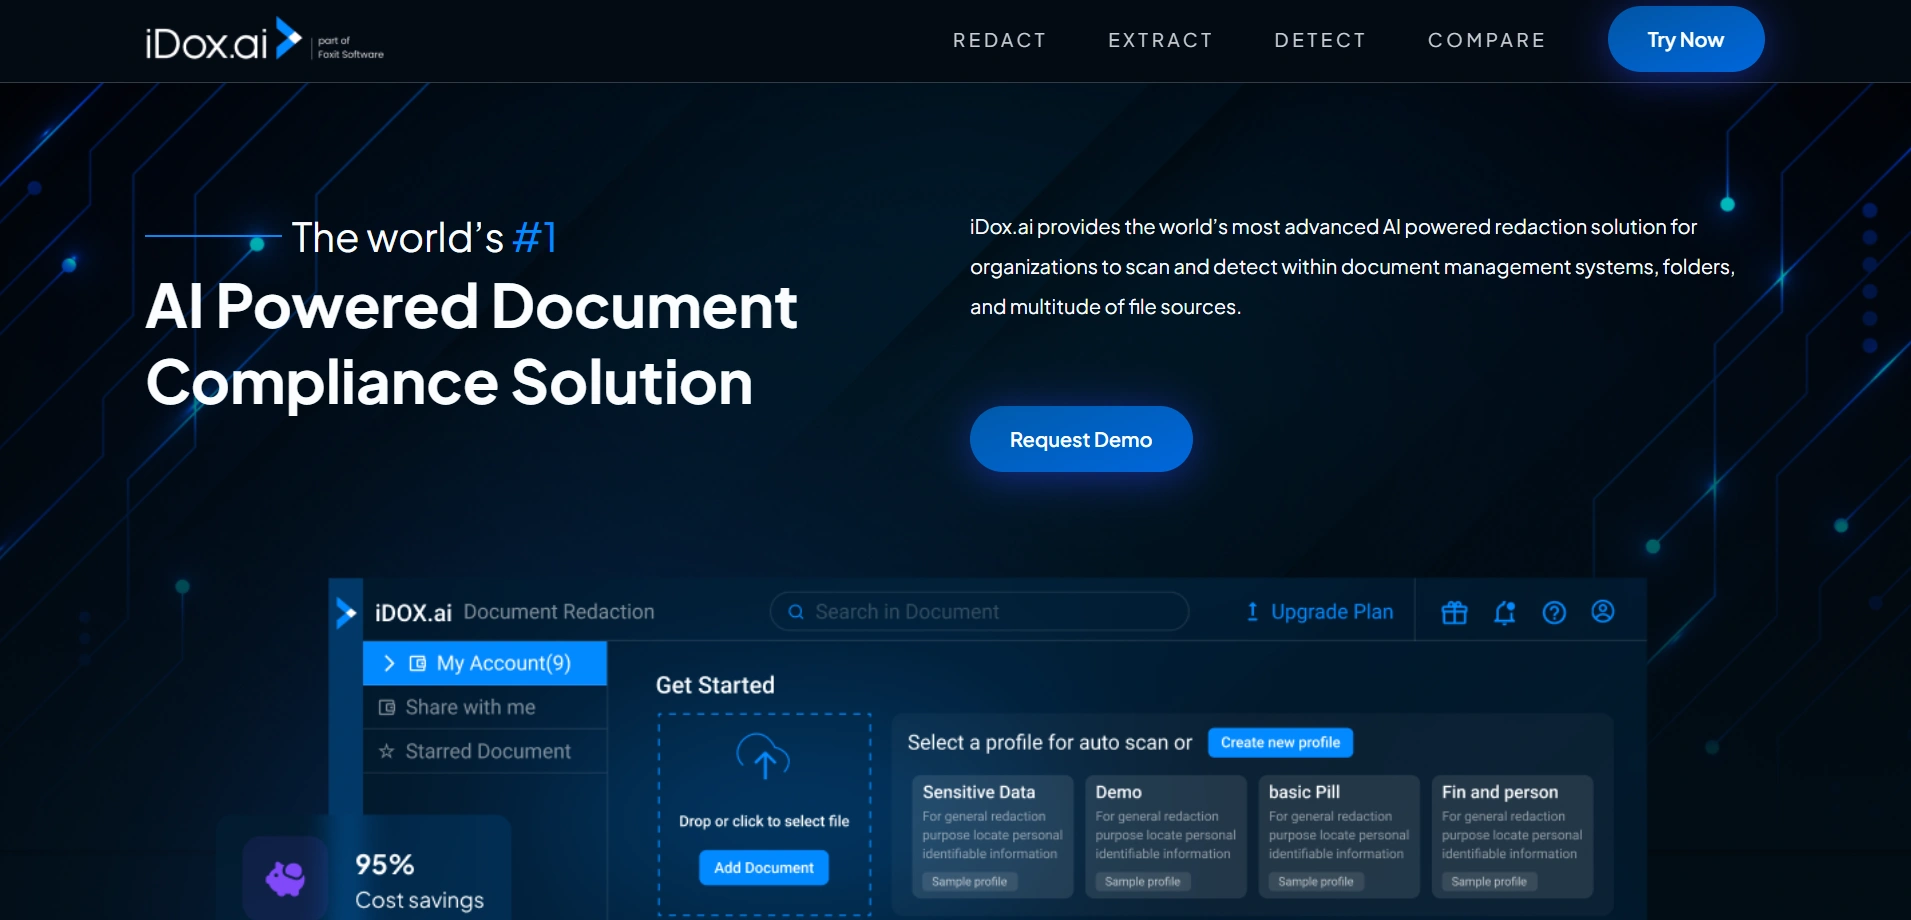 iDox.ai
part of
Foxit Software
REDACT
EXTRACT
DETECT
COMPARE
Try Now
The world’s #1
AI Powered Document
Compliance Solution
iDox.ai provides the world’s most advanced AI powered redaction solution for
organizations to scan and detect within document management systems, folders,
and multitude of file sources.
Request Demo
iDOX.ai Document Redaction
Search in Document
Upgrade Plan
My Account(9)
Share with me
Starred Document
Get Started
Drop or click to select file
Add Document
Select a profile for auto scan or
Create new profile
Sensitive Data
For general redaction
purpose locate personal
identifiable information
Sample profile
Demo
For general redaction
purpose locate personal
identifiable information
Sample profile
basic Pill
For general redaction
purpose locate personal
identifiable information
Sample profile
Fin and person
For general redaction
purpose locate personal
identifiable information
Sample profile
95%
Cost savings